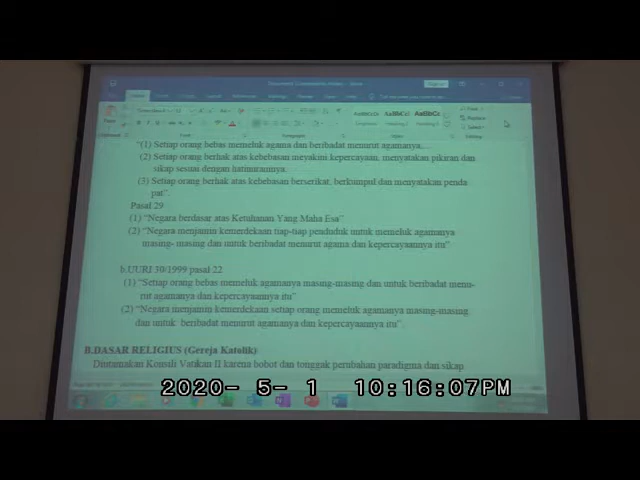 "(1) Setiap orang bebas memeluk agama dan beribadat menurut agamanya,...
(2) Setiap orang berhak atas kebebasan meyakini kepercayaan, menyatakan pikiran dan
sikap sesuai dengan hatinuraninya.
(3) Setiap orang berhak atas kebebasan berserikat, berkumpul dan menyatakan penda
pat".
Pasal 29
(1) "Negara berdasar atas Ketuhanan Yang Maha Esa"
(2) "Negara menjamin kemerdekaan tiap-tiap penduduk untuk memeluk agamanya
masing- masing dan untuk beribadat menurut agama dan kepercayaan itu"
b.UURI 30/1999 pasal 22
(1) "Setiap orang bebas memeluk agamanya masing-masing dan untuk beribadat menu-
rut agamanya dan kepercayaannya itu"
(2) "Negara menjamin kemerdekaan setiap orang memeluk agamanya masing-masing
dan untuk beribadat menurut agamanya dan kepercayaannya itu".
B.DASAR RELIGIUS (Gereja Katolik)
Diutamakan Konsili Vatikan II karena bobot dan tonggak perubahan paradigma dan sikap
2020- 5- 1 10:16:07PM